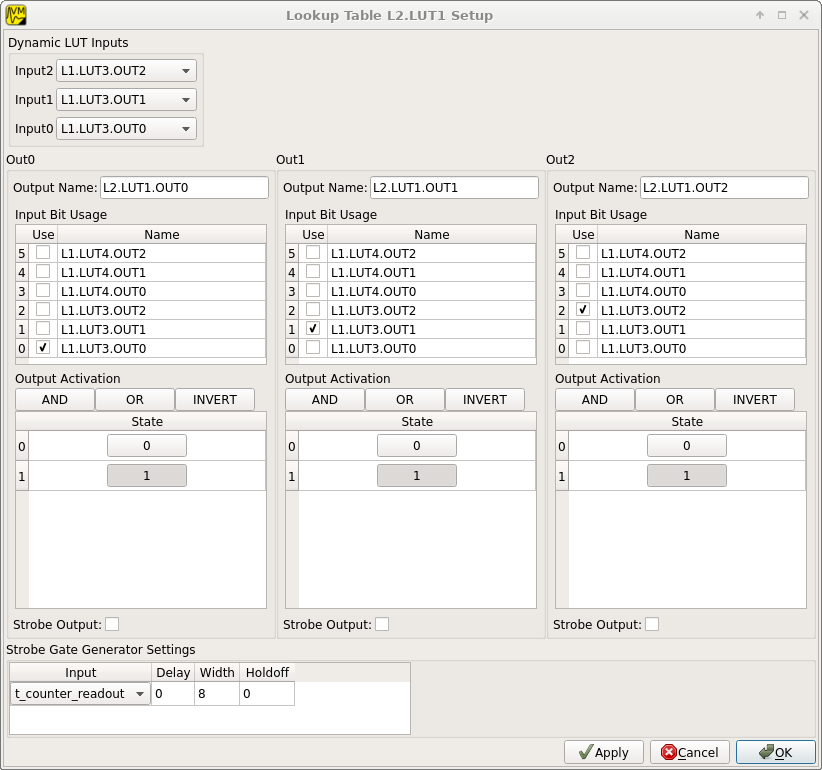 Lookup Table L2.LUT1 Setup
Dynamic LUT Inputs
Input2 L1.LUT3.OUT2
Input1 L1.LUT3.OUT1
Input0 L1.LUT3.OUT0
Out0
Output Name: L2.LUT1.OUT0
Input Bit Usage
Use Name
5 L1.LUT4.OUT2
4 L1.LUT4.OUT1
3 L1.LUT4.OUT0
2 L1.LUT3.OUT2
1 L1.LUT3.OUT1
0 L1.LUT3.OUT0
Output Activation
AND OR INVERT
State
0 0
1 1
Strobe Output:
Out1
Output Name: L2.LUT1.OUT1
Input Bit Usage
Use Name
5 L1.LUT4.OUT2
4 L1.LUT4.OUT1
3 L1.LUT4.OUT0
2 L1.LUT3.OUT2
1 L1.LUT3.OUT1
0 L1.LUT3.OUT0
Output Activation
AND OR INVERT
State
0 0
1 1
Strobe Output:
Out2
Output Name: L2.LUT1.OUT2
Input Bit Usage
Use Name
5 L1.LUT4.OUT2
4 L1.LUT4.OUT1
3 L1.LUT4.OUT0
2 L1.LUT3.OUT2
1 L1.LUT3.OUT1
0 L1.LUT3.OUT0
Output Activation
AND OR INVERT
State
0 0
1 1
Strobe Output:
Strobe Gate Generator Settings
Input Delay Width Holdoff
t_counter_readout 0 8 0
Apply Cancel OK